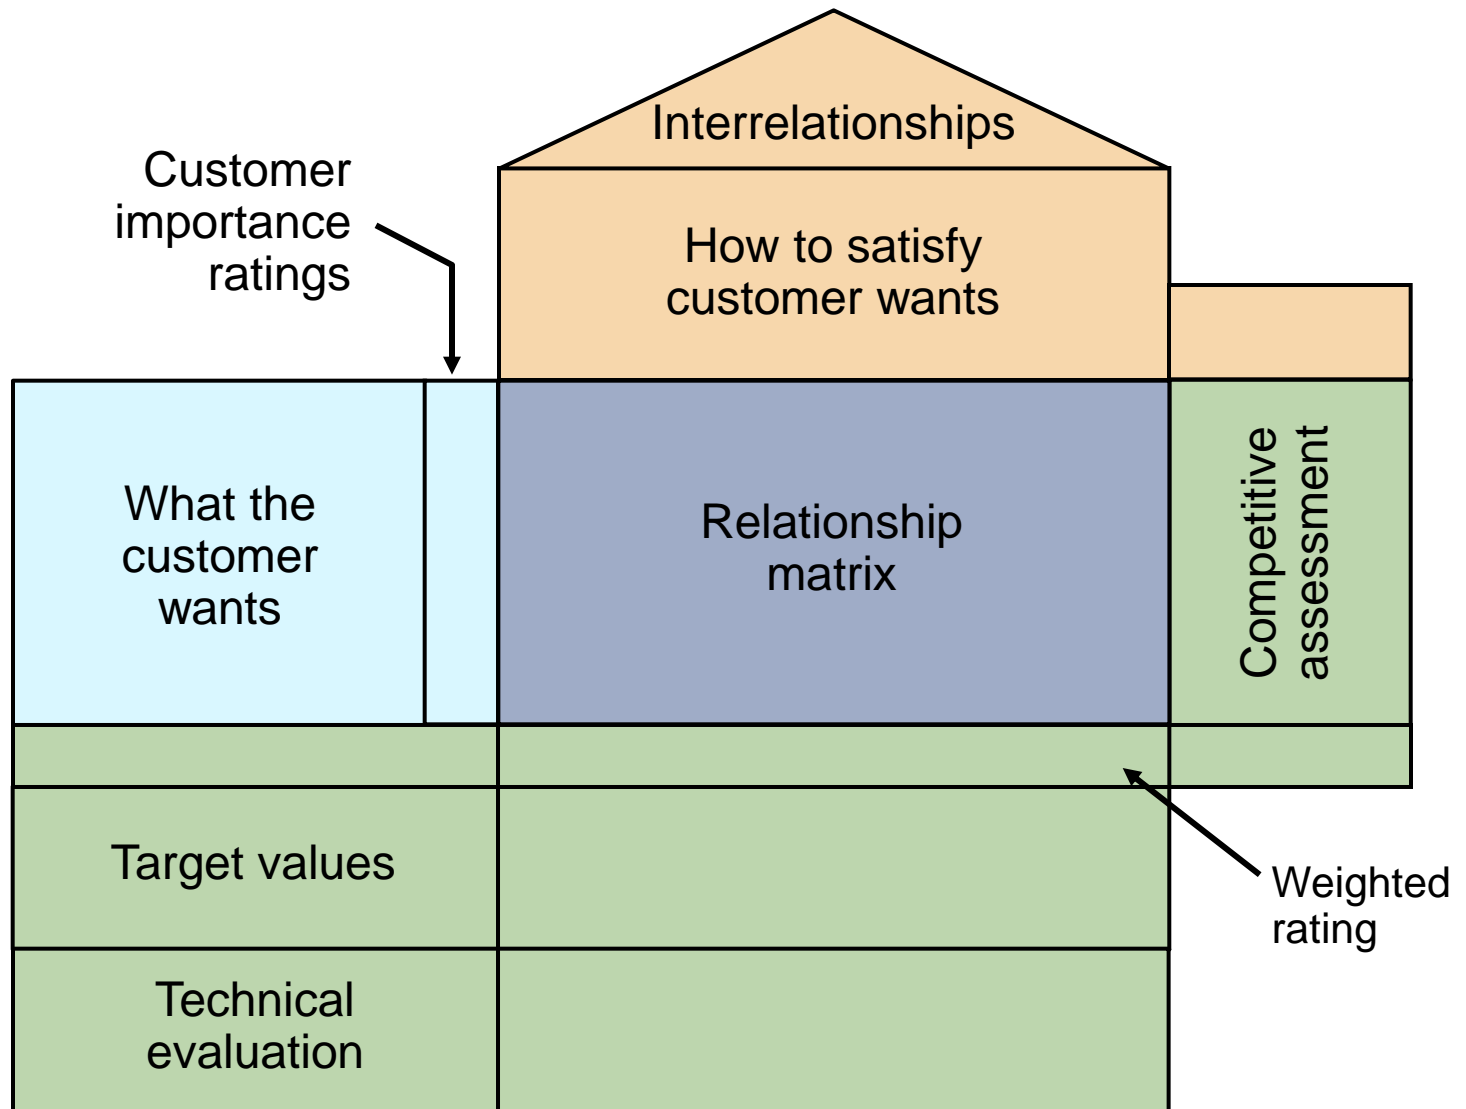 Interrelationships
Customer
importance
ratings
How to satisfy
customer wants
What the
customer
wants
Relationship
matrix
Competitive
assessment
Target values
Weighted
rating
Technical
evaluation